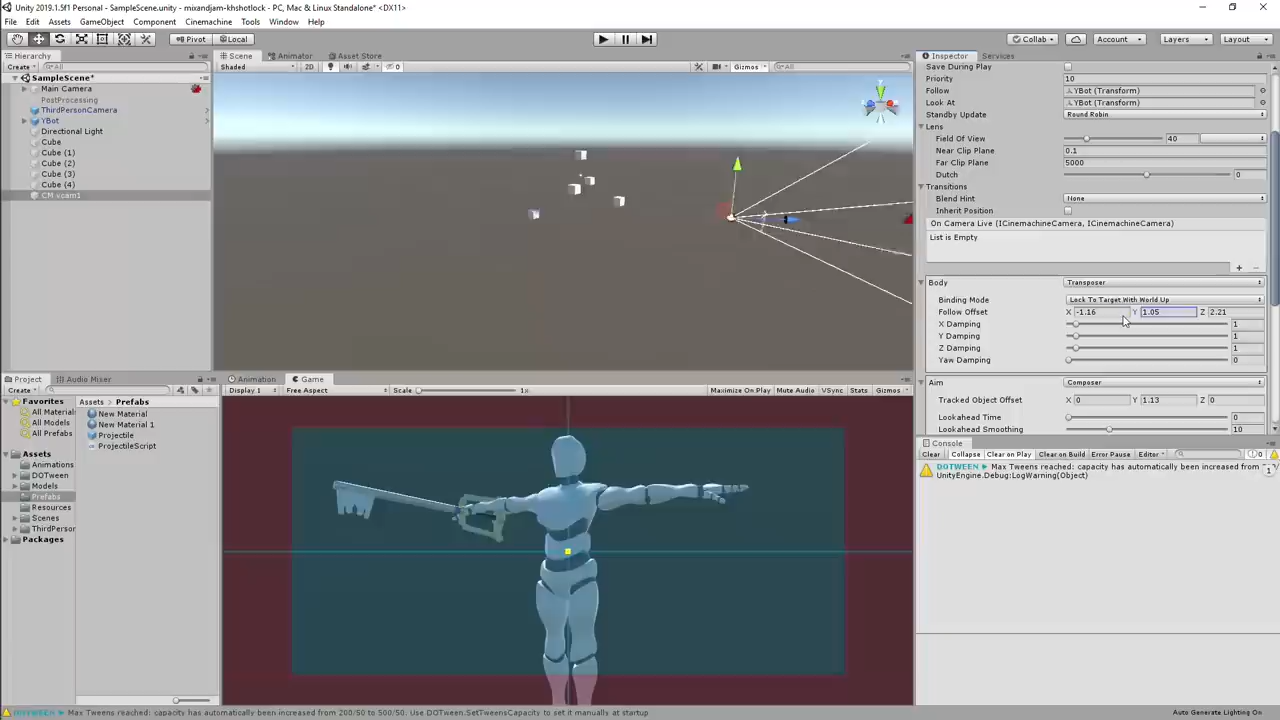 Unity 2019.1.5f1 Personal - SampleScene.unity - mixandjam-khshotlock - PC, Mac & Linux Standalone* <DX11>
File Edit Assets GameObject Component Cinemachine Tools Window Help
Pivot Local Collab Account Layers Layout
Hierarchy
Create All
SampleScene*
Main Camera
PostProcessing
ThirdPersonCamera
YBot
Directional Light
Cube
Cube (1)
Cube (2)
Cube (3)
Cube (4)
CM vcam1
Scene Animator Asset Store
Shaded 2D 0 Gizmos All
Inspector Services
Save During Play
Priority 10
Follow YBot (Transform)
Look At YBot (Transform)
Standby Update Round Robin
Lens
Field Of View 40
Near Clip Plane 0.1
Far Clip Plane 5000
Dutch 0
Transitions
Blend Hint None
Inherit Position
On Camera Live (ICinemachineCamera, ICinemachineCamera)
List is Empty
Body Transposer
Binding Mode Lock To Target With World Up
Follow Offset X -1.16 Y 1.05 Z 2.21
X Damping 1
Y Damping 1
Z Damping 1
Yaw Damping 0
Aim Composer
Tracked Object Offset X 0 Y 1.13 Z 0
Lookahead Time 0
Lookahead Smoothing 10
Project Audio Mixer
Create
Favorites
All Material
All Models
All Prefabs
Assets
Animations
DOTween
Models
Prefabs
Resources
Scenes
ThirdPerson
Packages
Assets Prefabs
New Material
New Material 1
Projectile
ProjectileScript
Animation Game
Display 1 Free Aspect Scale 1x Maximize On Play Mute Audio VSync Stats Gizmos
Console
Clear Collapse Clear on Play Clear on Build Error Pause Editor 0
DOTWEEN ► Max Tweens reached: capacity has automatically been increased from
UnityEngine.Debug:LogWarning(Object)
1
DOTWEEN ► Max Tweens reached: capacity has automatically been increased from 200/50 to 500/50. Use DOTween.SetTweensCapacity to set it manually at startup
Auto Generate Lighting On